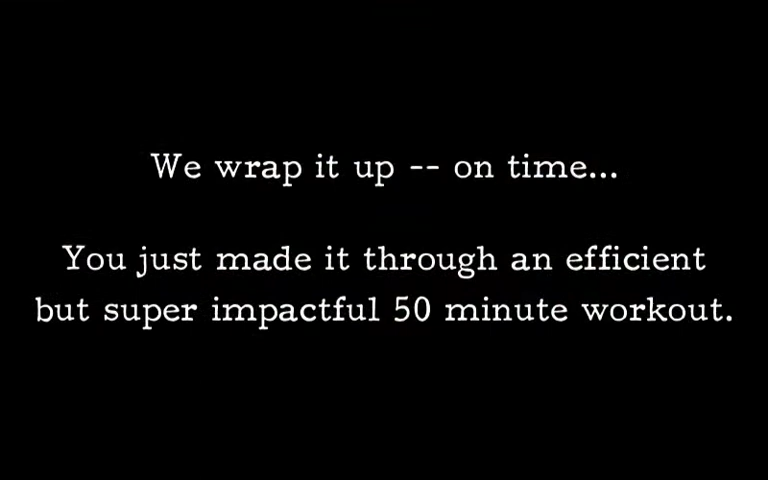 We wrap it up -- on time...
You just made it through an efficient
but super impactful 50 minute workout.